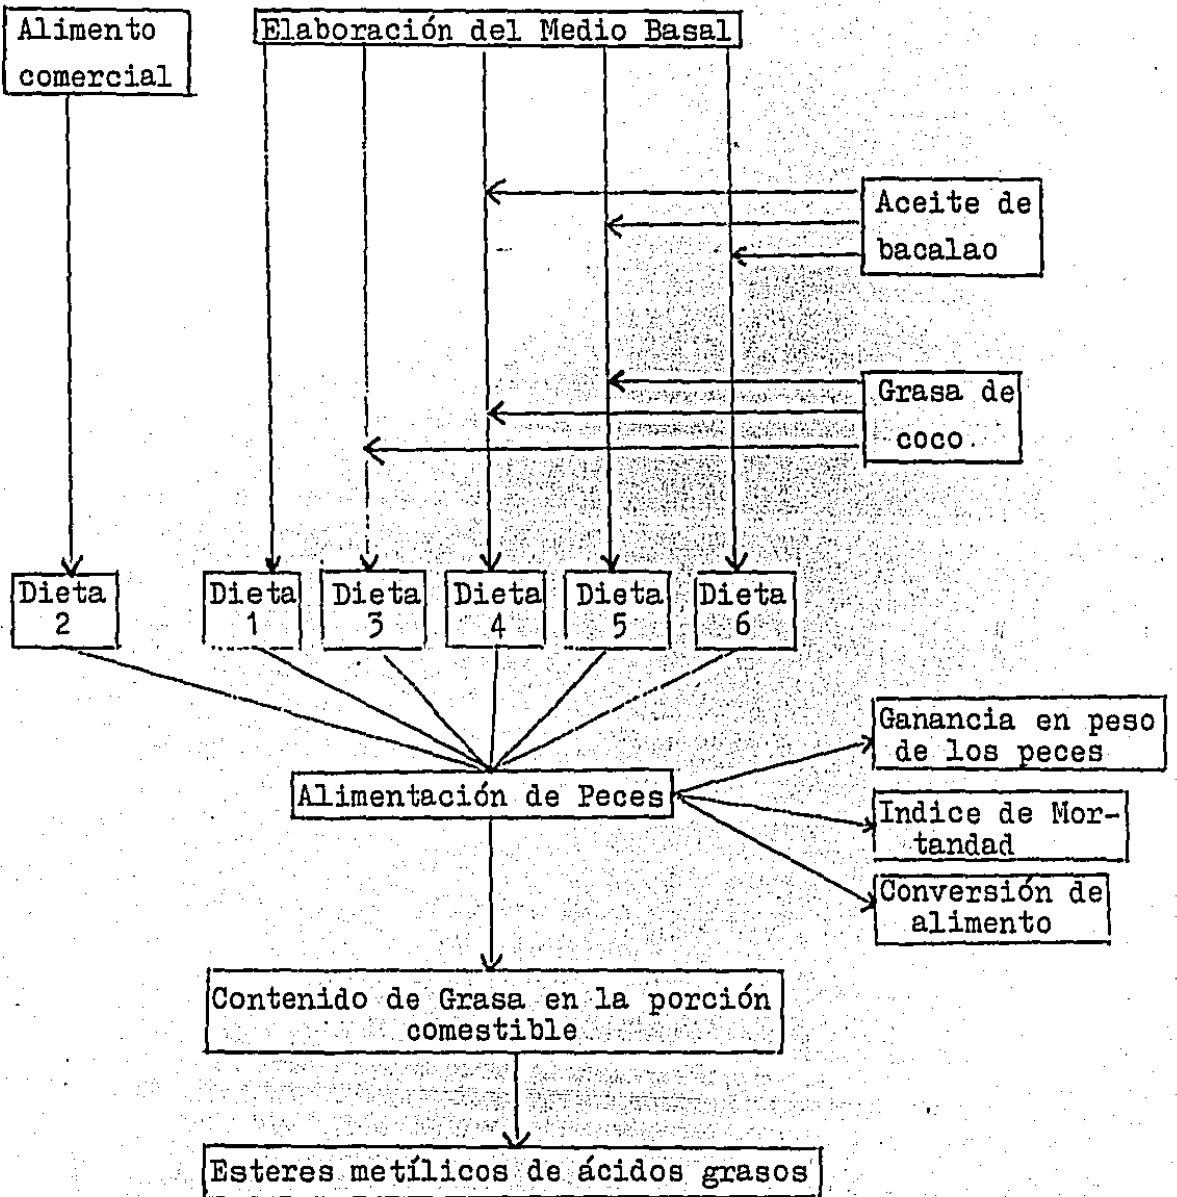 Alimento
comercial
Elaboración del Medio Basal
Aceite de
bacalao
Grasa de
coco
Dieta
2
Dieta
1
Dieta
3
Dieta
4
Dieta
5
Dieta
6
Ganancia en peso
de los peces
Alimentación de Peces
Indice de Mor-
tandad
Conversión de
alimento
Contenido de Grasa en la porción
comestible
Esteres metílicos de ácidos grasos